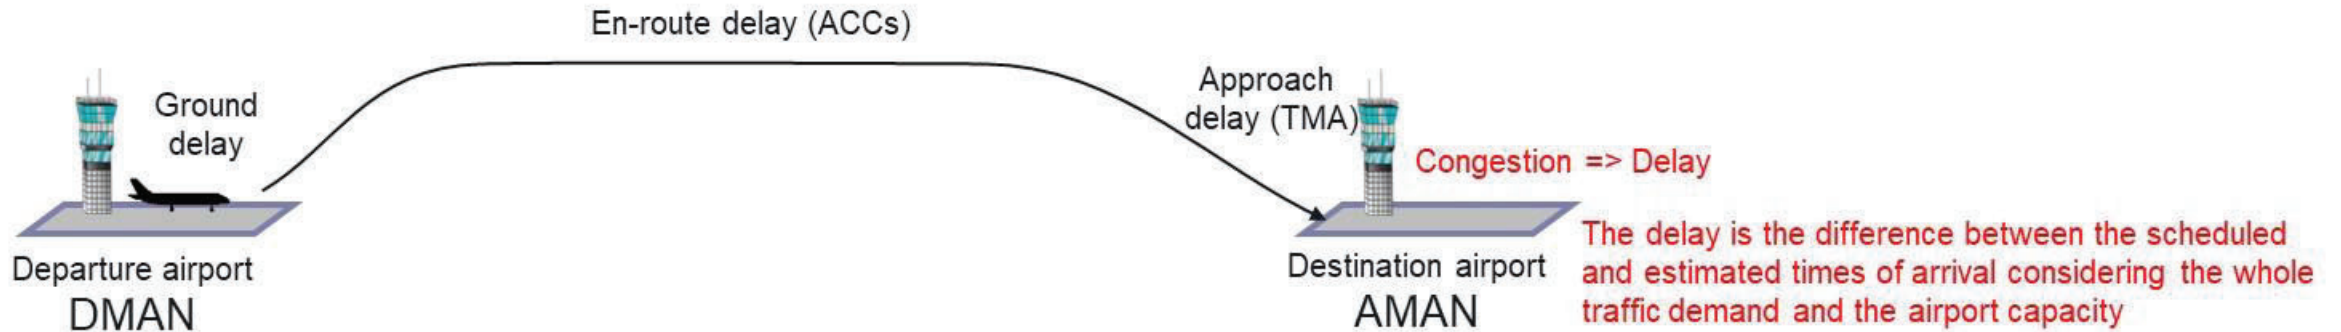 En-route delay (ACCs)
Ground
delay
Approach
delay (TMA)
Congestion => Delay
Departure airport
DMAN
Destination airport
AMAN
The delay is the difference between the scheduled
and estimated times of arrival considering the whole
traffic demand and the airport capacity